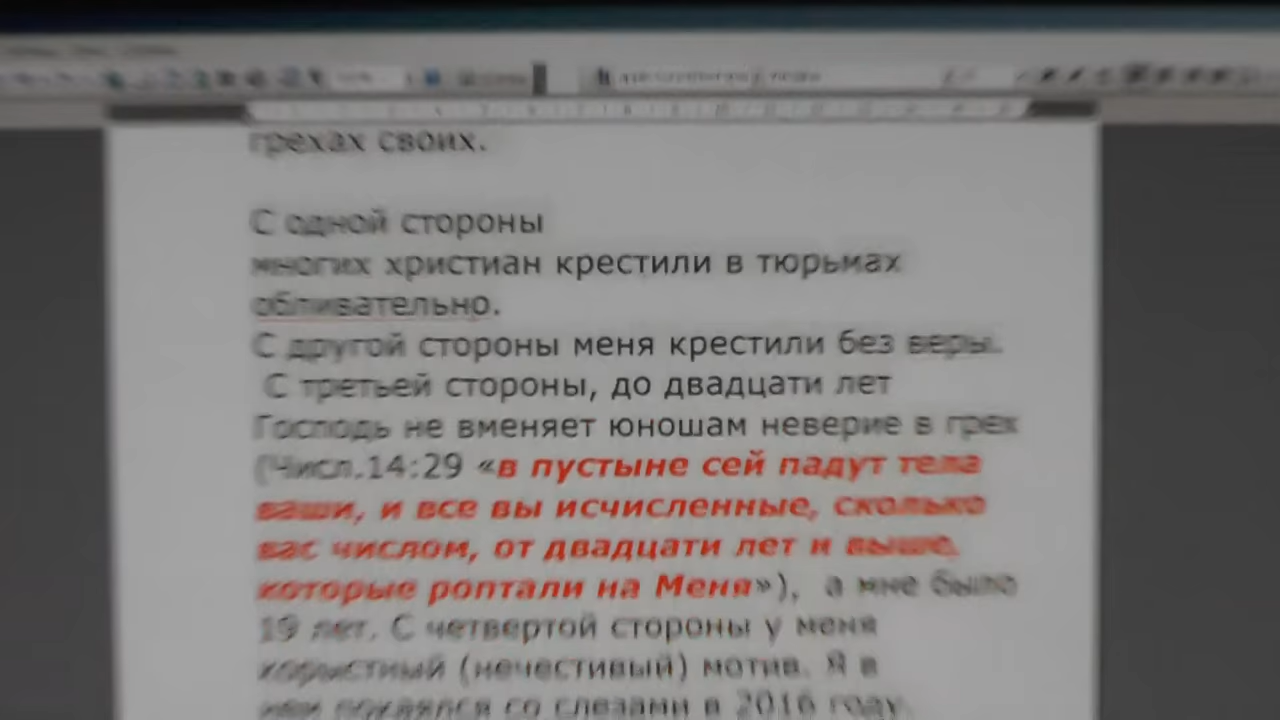 грехах своих.
С одной стороны
многих христиан крестили в тюрьмах
обливательно.
С другой стороны меня крестили без веры.
С третьей стороны, до двадцати лет
Господь не вменяет юношам неверие в грех
(Числ.14:29 «в пустыне сей падут тела
ваши, и все вы исчисленные, сколько
вас числом, от двадцати лет и выше,
которые роптали на Меня»), а мне было
19 лет. С четвертой стороны у меня
корыстный (нечестивый) мотив. Я в
нем покаялся со слезами в 2016 году.